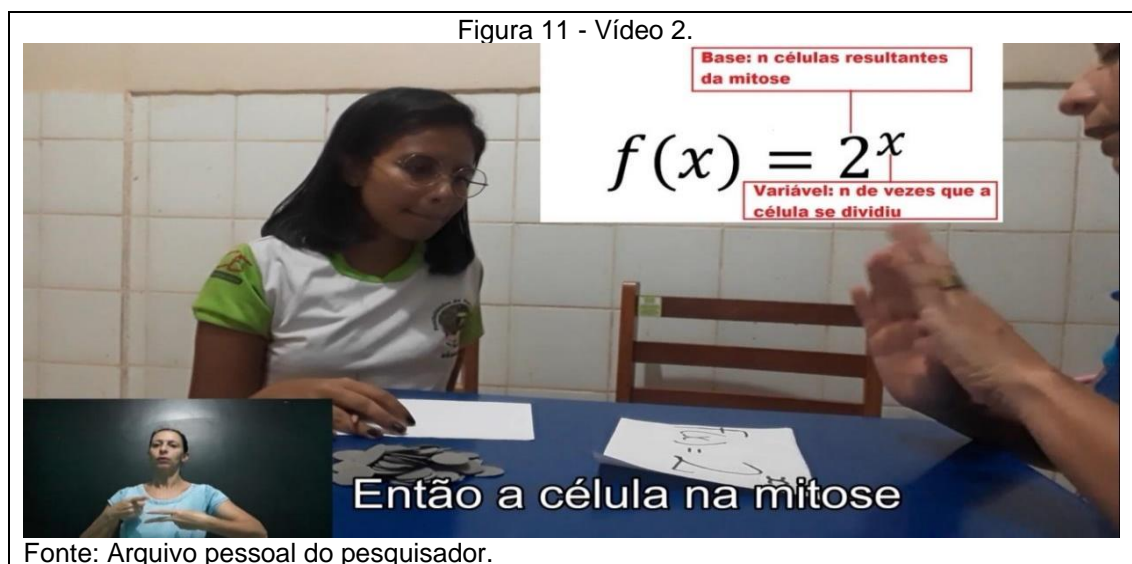 Figura 11 - Vídeo 2.
Base: n células resultantes
da mitose
f(x) = 2^x
Variável: n de vezes que a
célula se dividiu
Então a célula na mitose
Fonte: Arquivo pessoal do pesquisador.